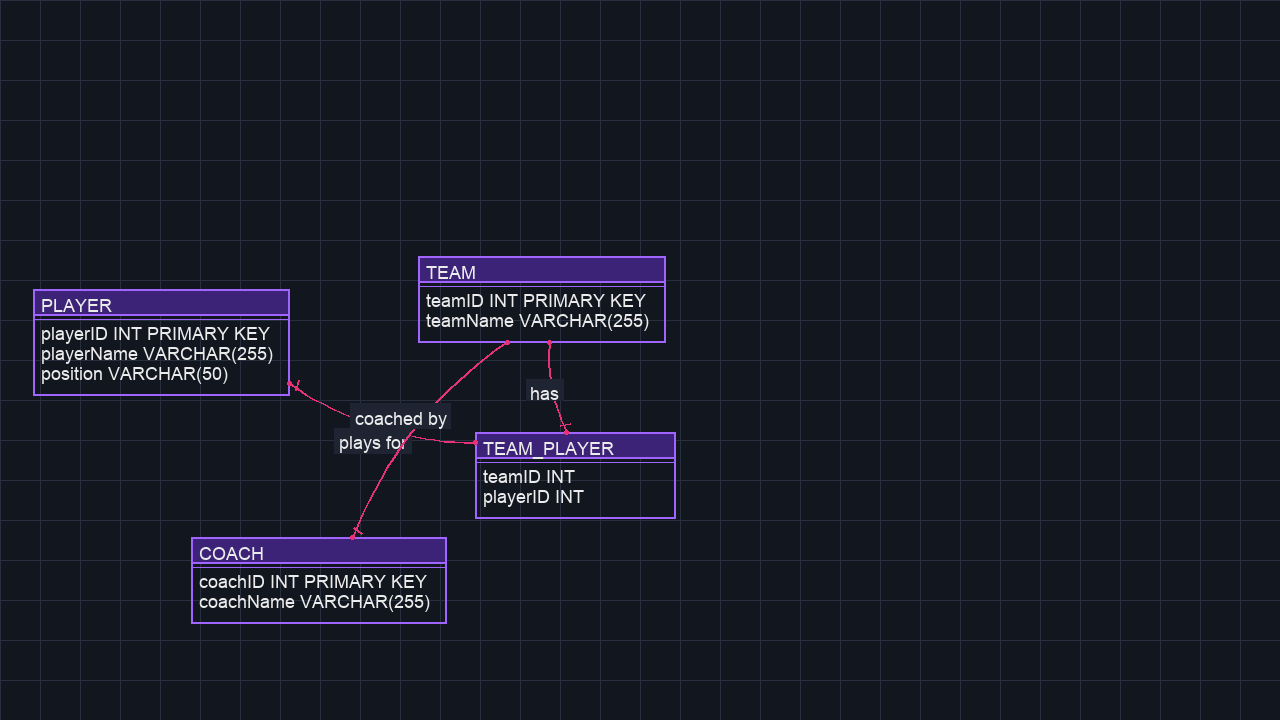 TEAM
teamID INT PRIMARY KEY
teamName VARCHAR(255)
PLAYER
playerID INT PRIMARY KEY
playerName VARCHAR(255)
position VARCHAR(50)
has
coached by
plays for
TEAM_PLAYER
teamID INT
playerID INT
COACH
coachID INT PRIMARY KEY
coachName VARCHAR(255)